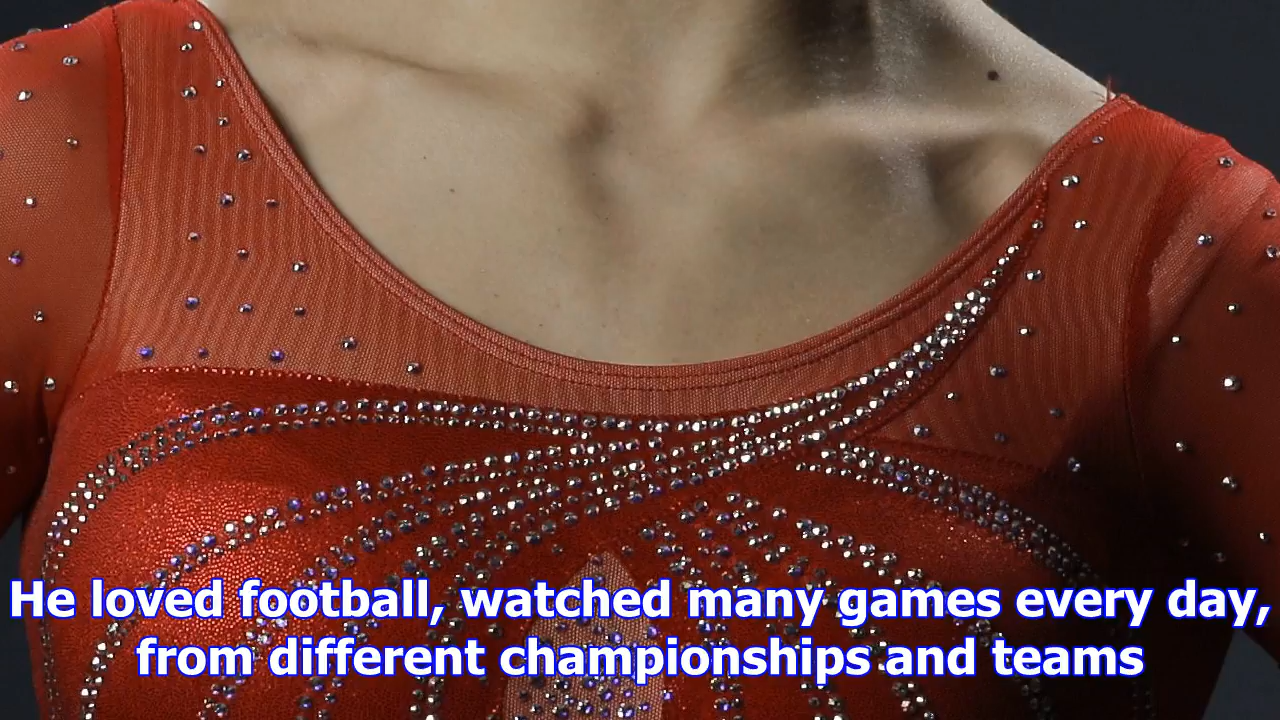 He loved football, watched many games every day,
from different championships and teams